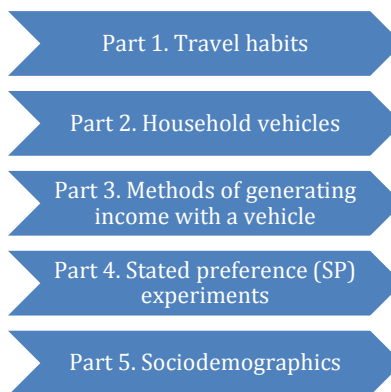 Part 1. Travel habits
Part 2. Household vehicles
Part 3. Methods of generating
income with a vehicle
Part 4. Stated preference (SP)
experiments
Part 5. Sociodemographics